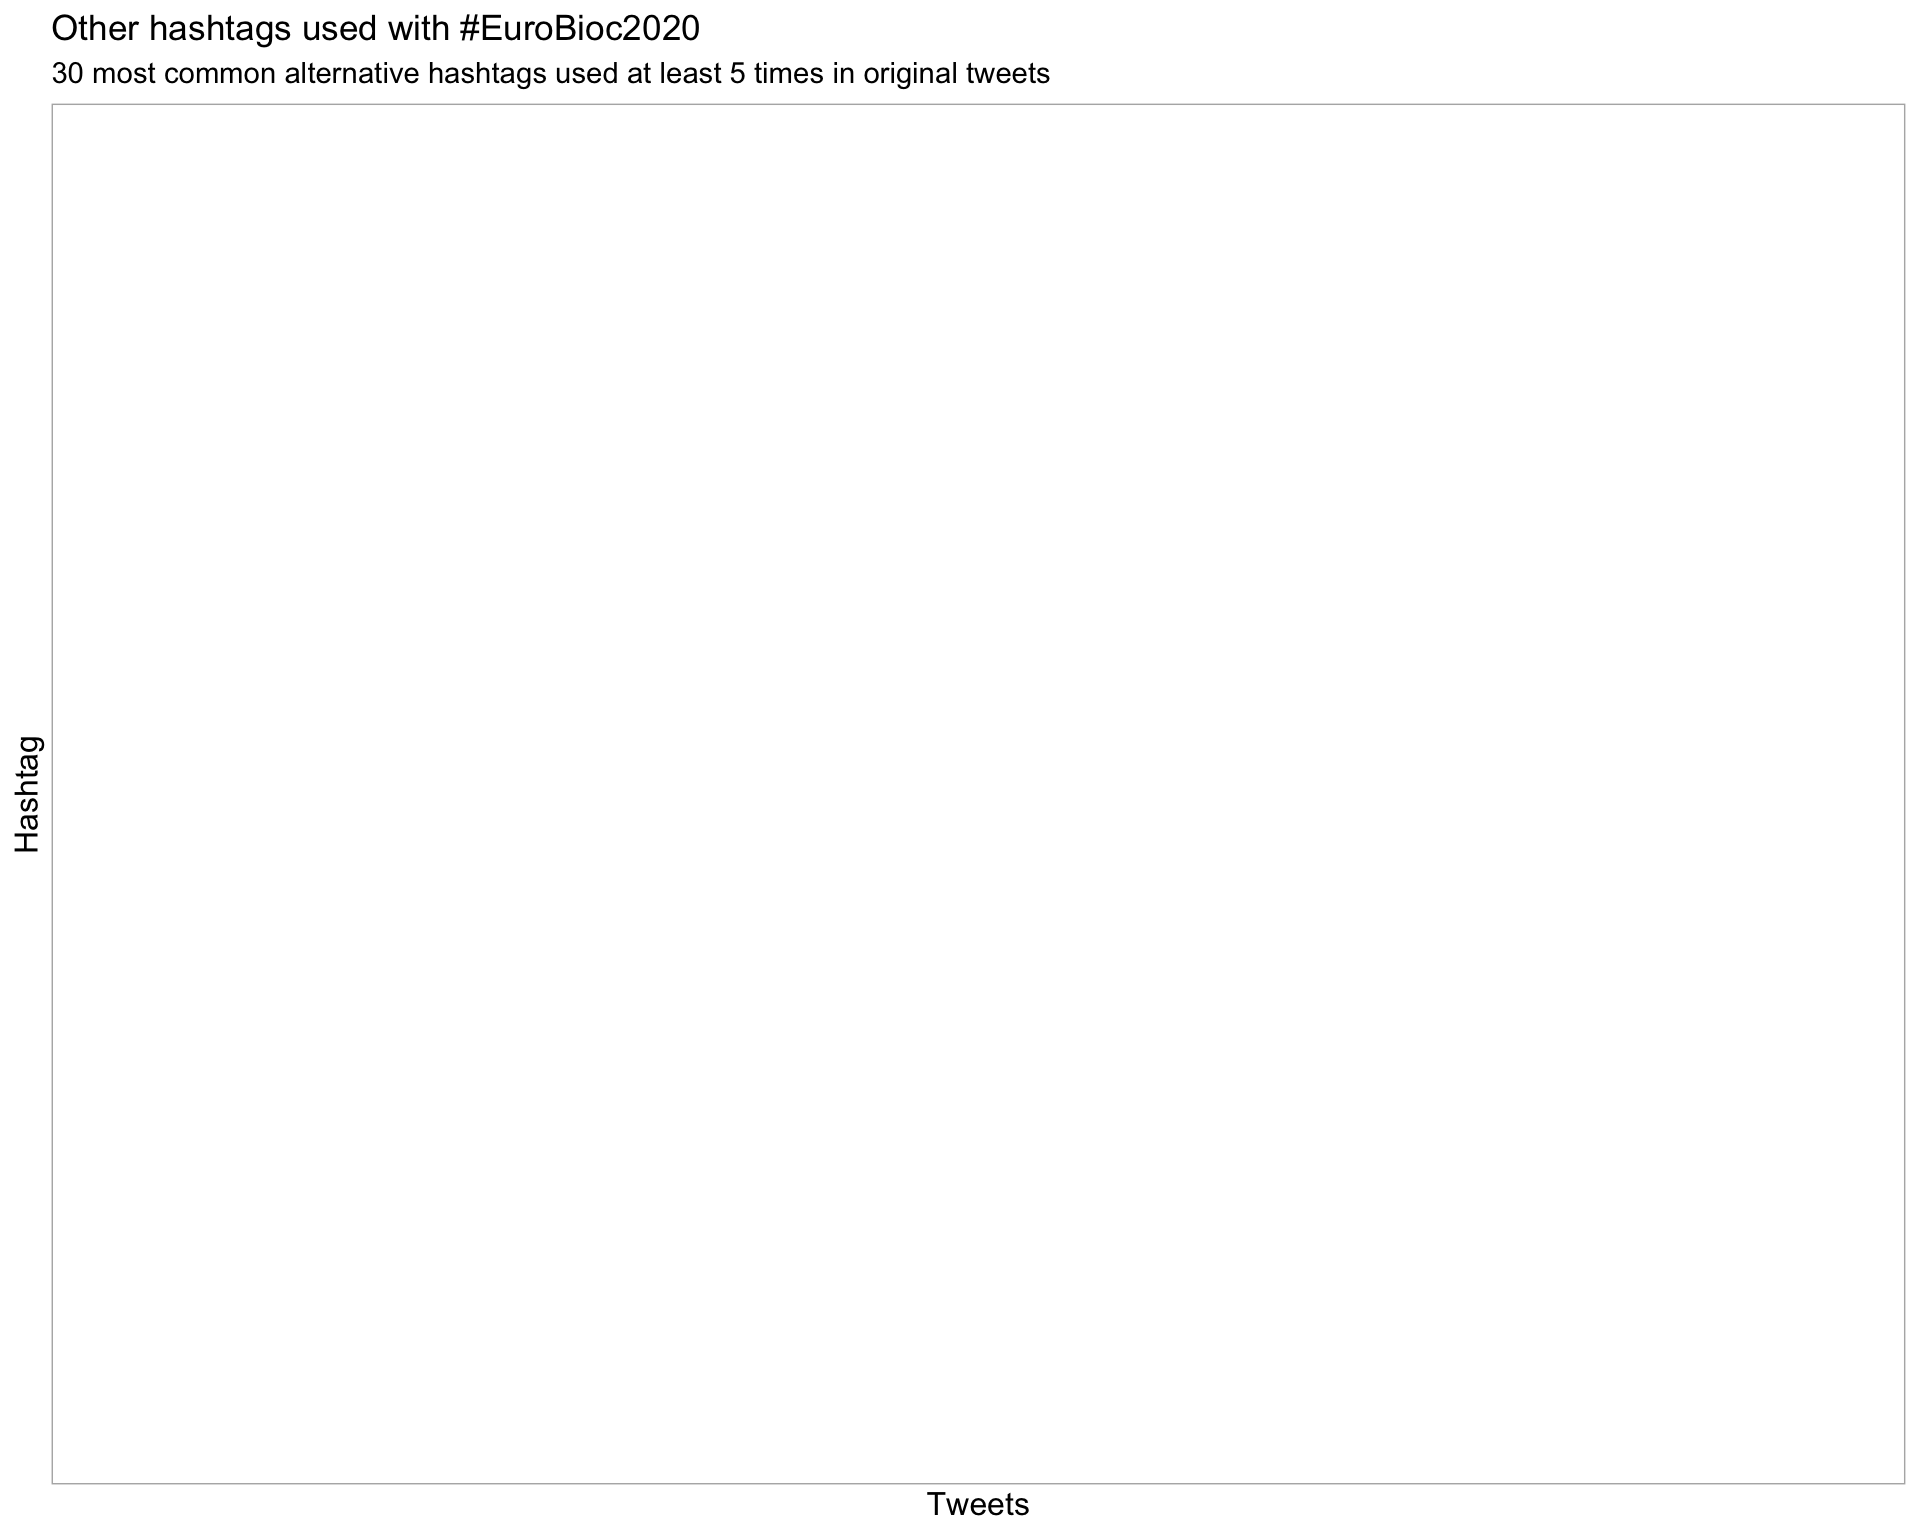 Other hashtags used with #EuroBioc2020
30 most common alternative hashtags used at least 5 times in original tweets
Hashtag
Tweets